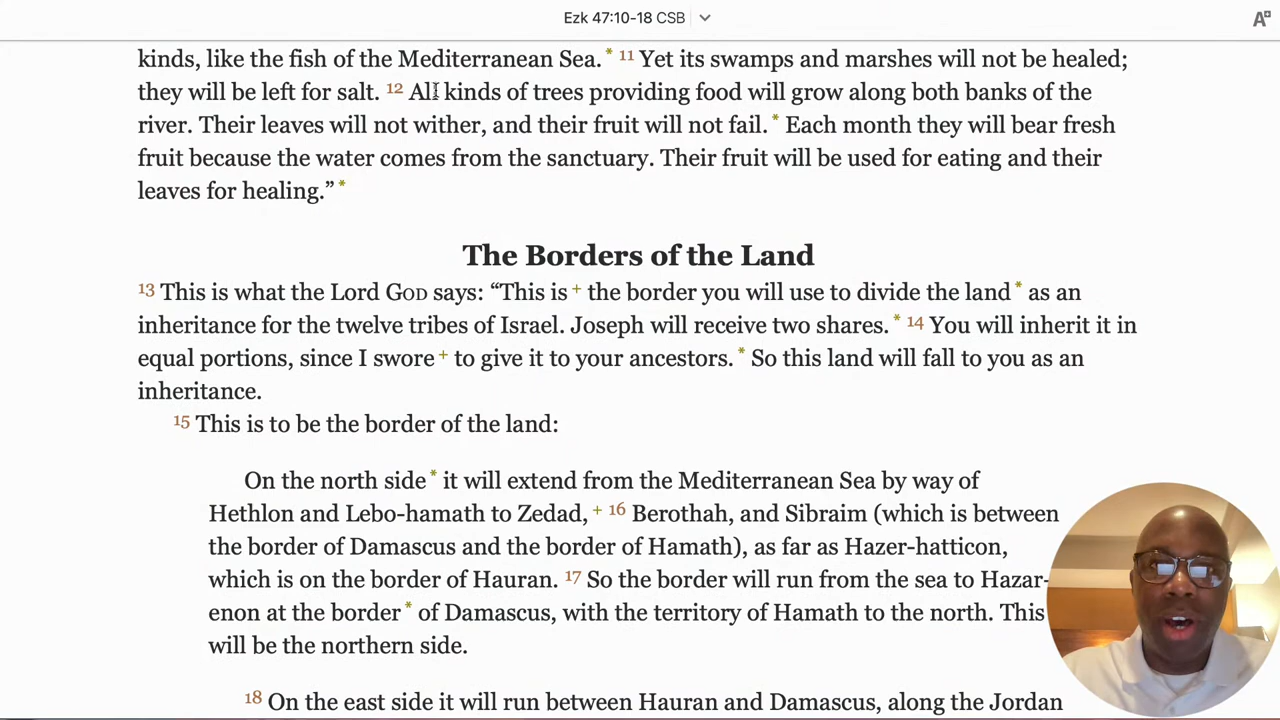 Ezk 47:10-18 CSB
A
kinds, like the fish of the Mediterranean Sea. * 11 Yet its swamps and marshes will not be healed;
they will be left for salt. 12 All kinds of trees providing food will grow along both banks of the
river. Their leaves will not wither, and their fruit will not fail. * Each month they will bear fresh
fruit because the water comes from the sanctuary. Their fruit will be used for eating and their
leaves for healing.” *
The Borders of the Land
13 This is what the Lord GOD says: “This is + the border you will use to divide the land * as an
inheritance for the twelve tribes of Israel. Joseph will receive two shares. * 14 You will inherit it in
equal portions, since I swore + to give it to your ancestors. * So this land will fall to you as an
inheritance.
15 This is to be the border of the land:
On the north side * it will extend from the Mediterranean Sea by way of
Hethlon and Lebo-hamath to Zedad, + 16 Berothah, and Sibraim (which is between
the border of Damascus and the border of Hamath), as far as Hazer-hatticon,
which is on the border of Hauran. 17 So the border will run from the sea to Hazar-
enon at the border * of Damascus, with the territory of Hamath to the north. This
will be the northern side.
18 On the east side it will run between Hauran and Damascus, along the Jordan